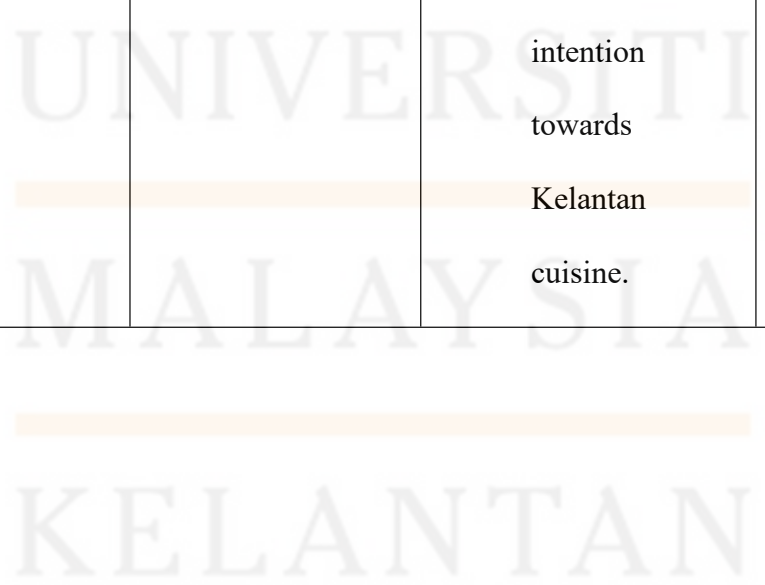 UNIVERSITI
intention
towards
Kelantan
MALAYSIA
cuisine.
KELANTAN